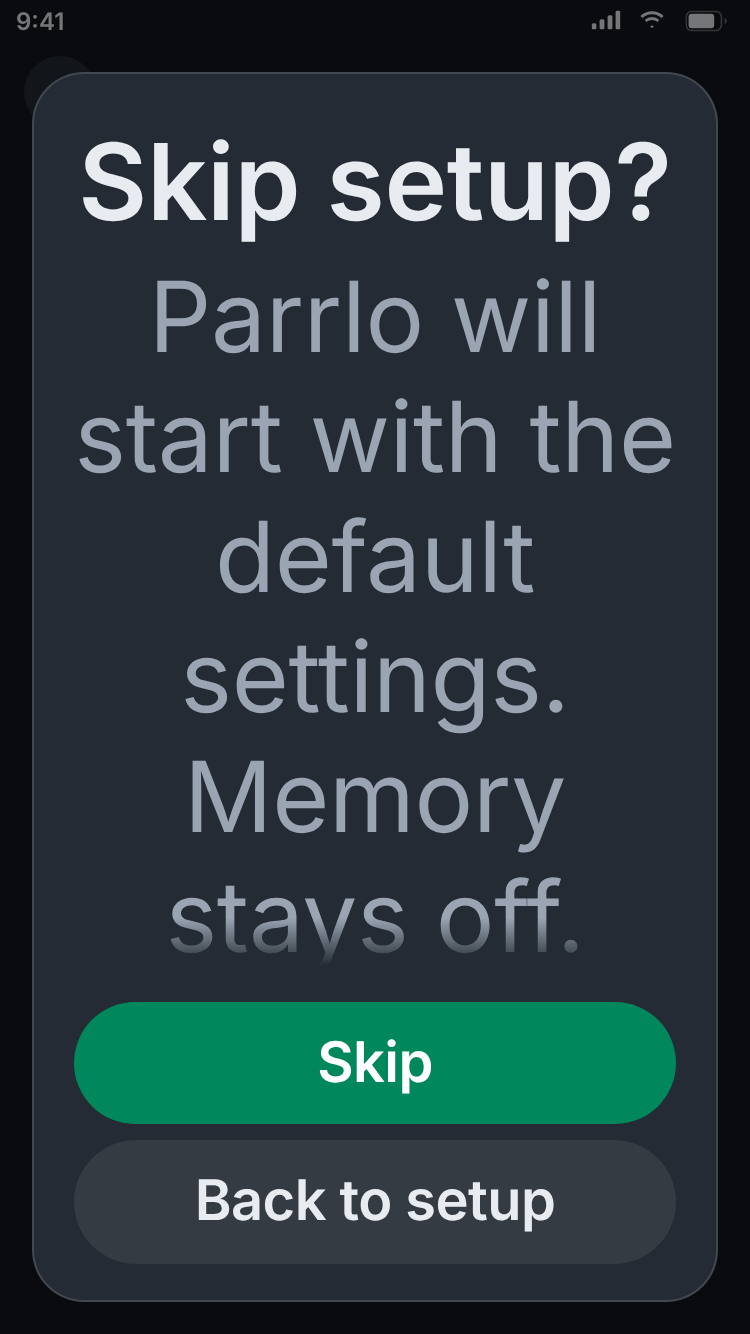 9:41
Skip setup?
Parrlo will
start with the
default
settings.
Memory
stays off.
Skip
Back to setup